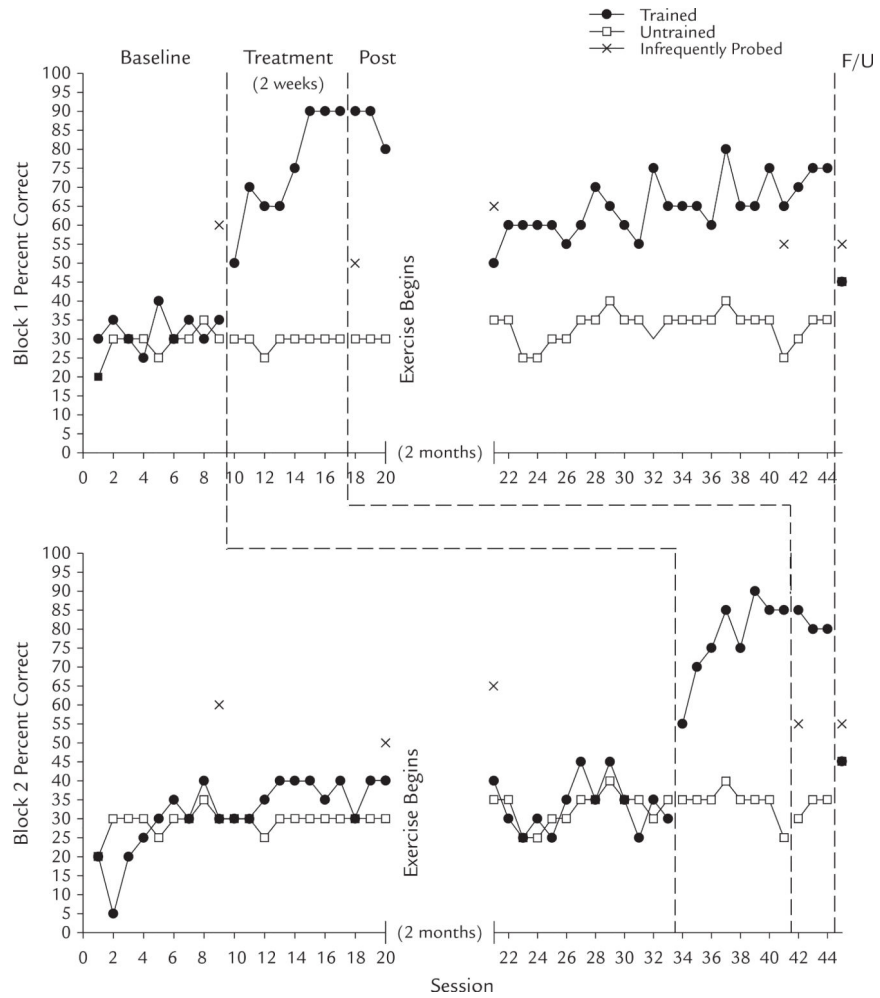 Trained
Untrained
Infrequently Probed
Baseline
Treatment
(2 weeks)
Post
F/U
Block 1 Percent Correct
100
95
90
85
80
75
70
65
60
55
50
45
40
35
30
25
20
15
10
5
0
Exercise Begins
(2 months)
0 2 4 6 8 10 12 14 16 18 20 22 24 26 28 30 32 34 36 38 40 42 44
Block 2 Percent Correct
100
95
90
85
80
75
70
65
60
55
50
45
40
35
30
25
20
15
10
5
0
Exercise Begins
(2 months)
0 2 4 6 8 10 12 14 16 18 20 22 24 26 28 30 32 34 36 38 40 42 44
Session